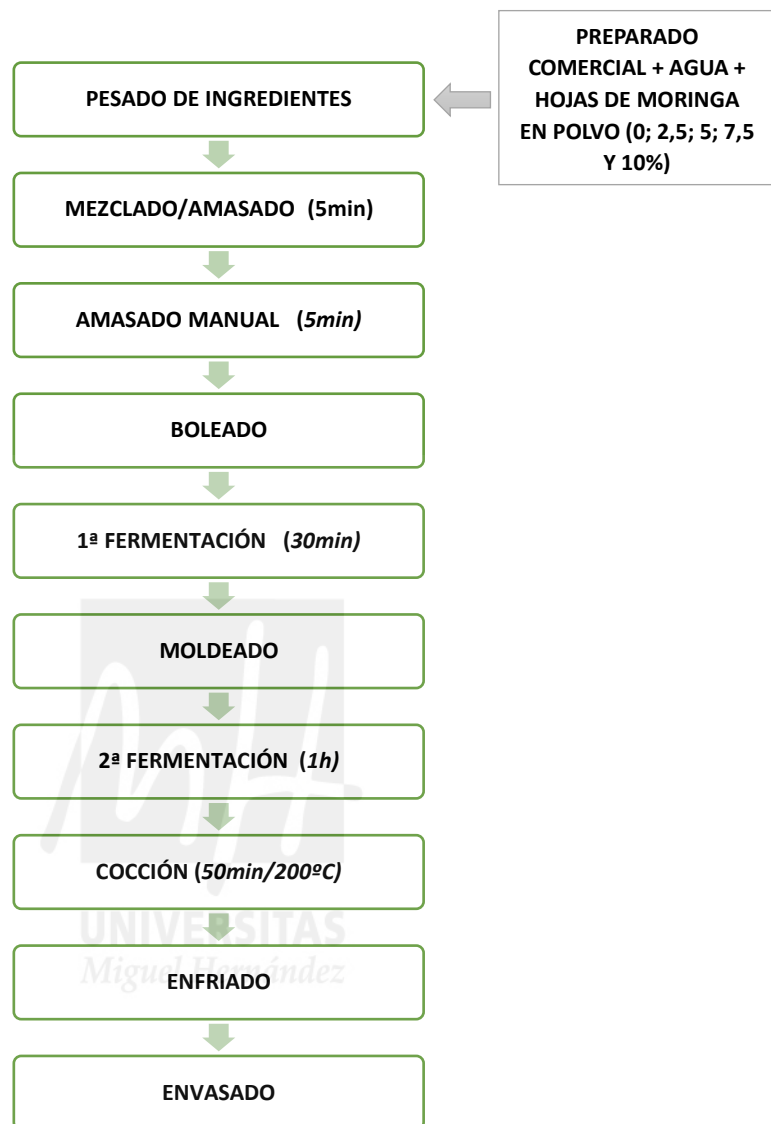 PREPARADO
COMERCIAL + AGUA +
HOJAS DE MORINGA
EN POLVO (0; 2,5; 5; 7,5
Y 10%)
PESADO DE INGREDIENTES
MEZCLADO/AMASADO (5min)
AMASADO MANUAL (5min)
BOLEADO
1ª FERMENTACIÓN (30min)
MOLDEADO
2ª FERMENTACIÓN (1h)
COCCIÓN (50min/200ºC)
UNIVERSITAS
Miguel Hernández
ENFRIADO
ENVASADO